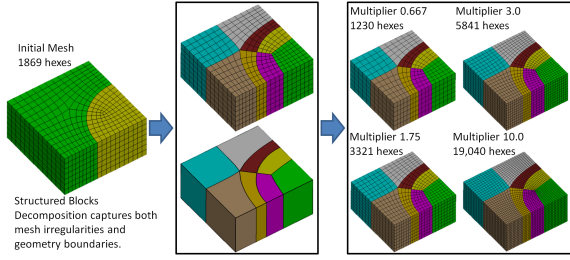 Initial Mesh
1869 hexes
Structured Blocks
Decomposition captures both
mesh irregularities and
geometry boundaries.
Multiplier 0.667
1230 hexes
Multiplier 3.0
5841 hexes
Multiplier 1.75
3321 hexes
Multiplier 10.0
19,040 hexes